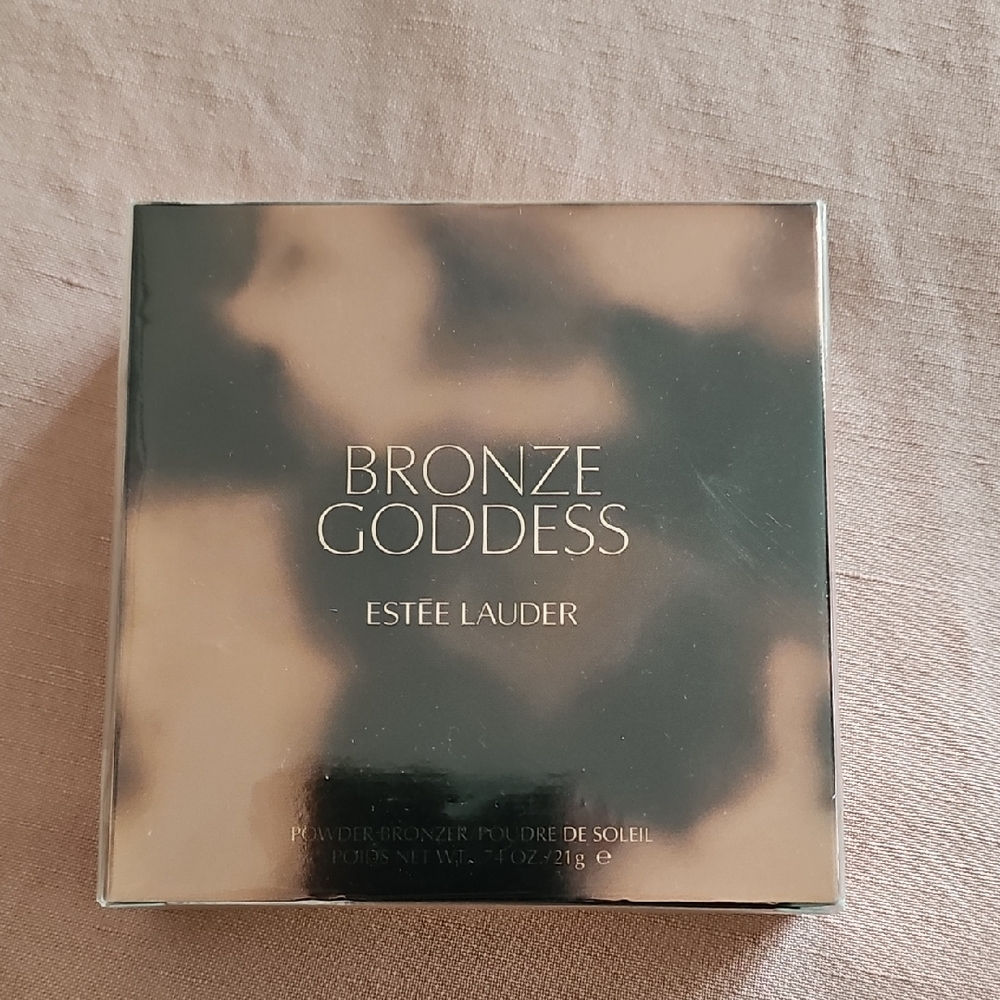 BRONZE
GODDESS
ESTĒE LAUDER
POWDER BRONZER POUDRE DE SOLEIL
POIDS NET WT. .74 OZ./21g ℮